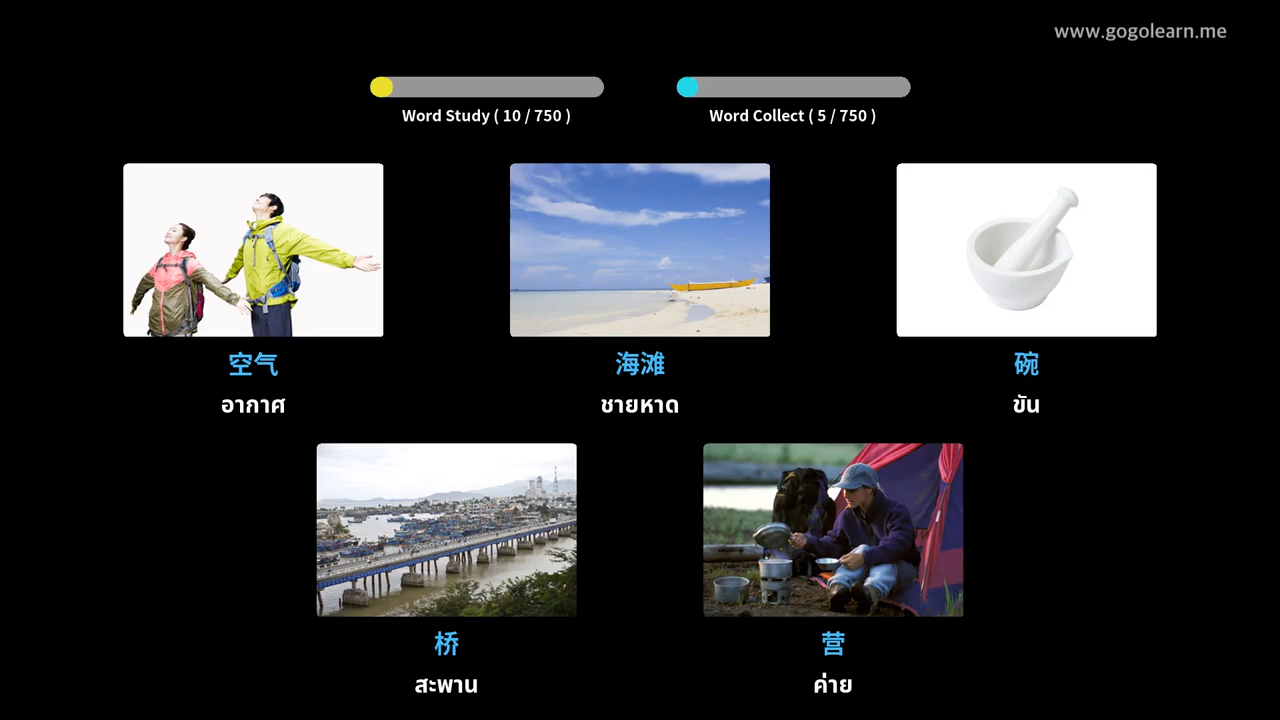 www.gogolearn.me
Word Study ( 10 / 750 )
Word Collect ( 5 / 750 )
空气
อากาศ
海滩
ชายหาด
碗
ขัน
桥
สะพาน
营
ค่าย